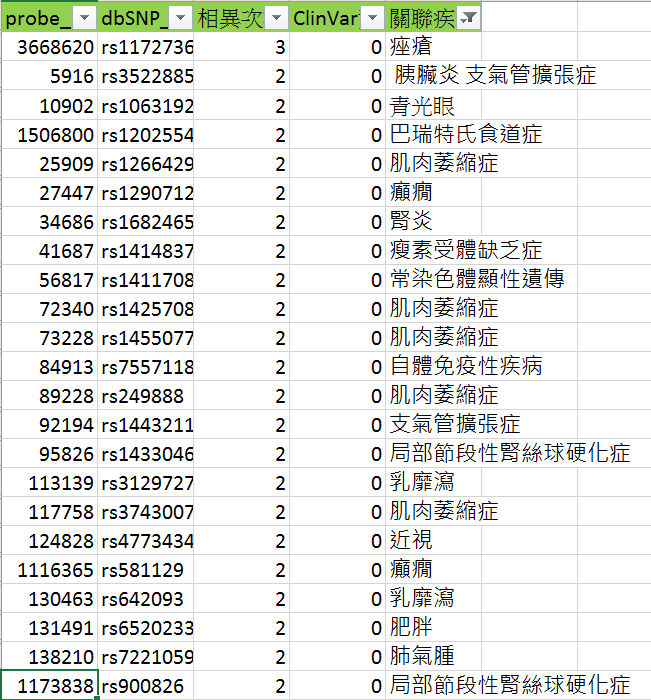 probe_ dbSNP_ 相異次 ClinVar 關聯疾
3668620 rs1172736 3 0 痤瘡
5916 rs3522885 2 0 胰臟炎 支氣管擴張症
10902 rs1063192 2 0 青光眼
1506800 rs1202554 2 0 巴瑞特氏食道症
25909 rs1266429 2 0 肌肉萎縮症
27447 rs1290712 2 0 癲癇
34686 rs1682465 2 0 腎炎
41687 rs1414837 2 0 瘦素受體缺乏症
56817 rs1411708 2 0 常染色體顯性遺傳
72340 rs1425708 2 0 肌肉萎縮症
73228 rs1455077 2 0 肌肉萎縮症
84913 rs7557118 2 0 自體免疫性疾病
89228 rs249888 2 0 肌肉萎縮症
92194 rs1443211 2 0 支氣管擴張症
95826 rs1433046 2 0 局部節段性腎絲球硬化症
113139 rs3129727 2 0 乳靡瀉
117758 rs3743007 2 0 肌肉萎縮症
124828 rs4773434 2 0 近視
1116365 rs581129 2 0 癲癇
130463 rs642093 2 0 乳靡瀉
131491 rs6520233 2 0 肥胖
138210 rs7221059 2 0 肺氣腫
1173838 rs900826 2 0 局部節段性腎絲球硬化症